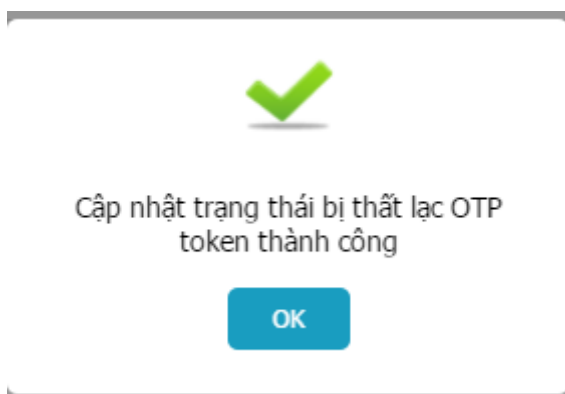 Cập nhật trạng thái bị thất lạc OTP
token thành công
OK